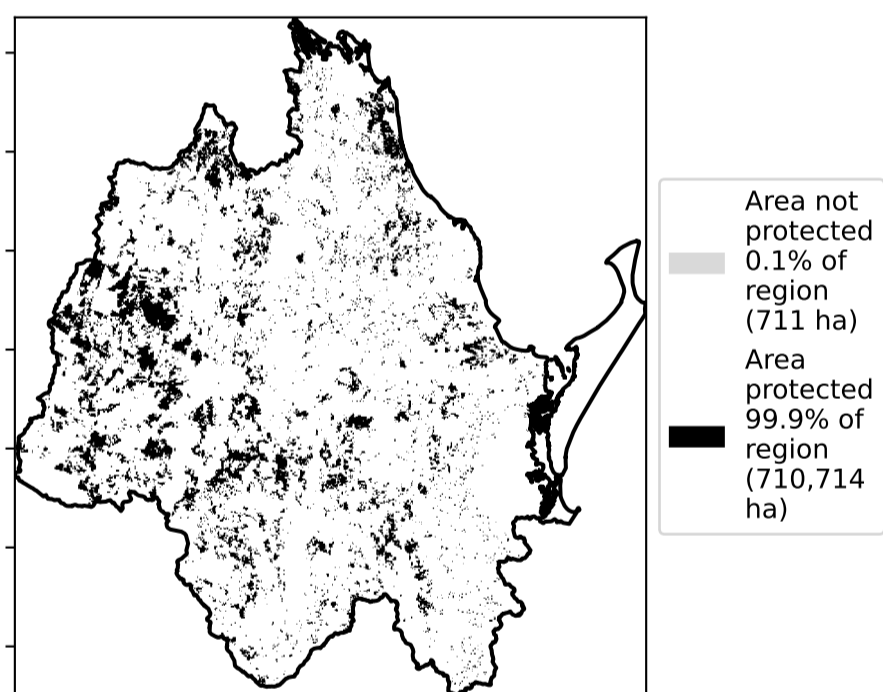 Area not
protected
0.1% of
region
(711 ha)
Area
protected
99.9% of
region
(710,714
ha)